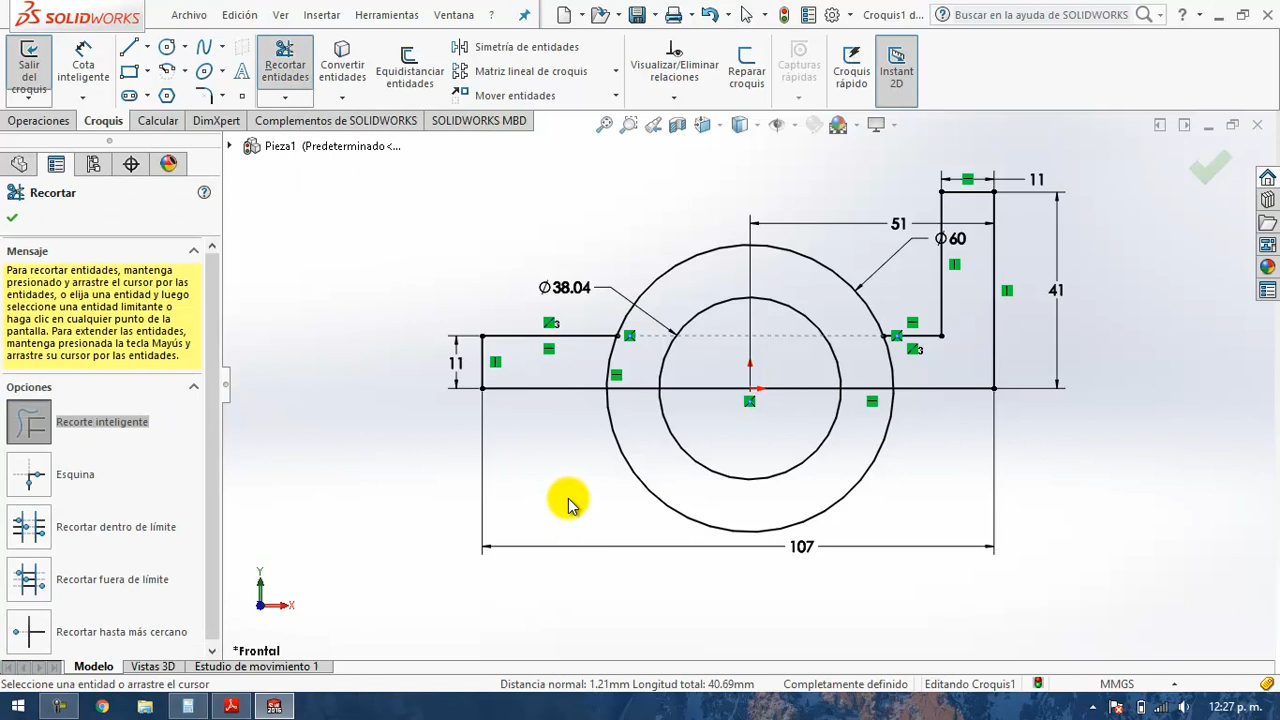 SOLIDWORKS
Archivo Edición Ver Insertar Herramientas Ventana ?
Croquis1 d...
Buscar en la ayuda de SOLIDWORKS
?
Salir del croquis
Cota inteligente
Recortar entidades
Convertir entidades
Equidistanciar entidades
Simetría de entidades
Matriz lineal de croquis
Mover entidades
Visualizar/Eliminar relaciones
Reparar croquis
Capturas rápidas
Croquis rápido
Instant 2D
Operaciones Croquis Calcular DimXpert Complementos de SOLIDWORKS SOLIDWORKS MBD
Pieza1 (Predeterminado<...
Recortar
?
Mensaje
Para recortar entidades, mantenga
presionado y arrastre el cursor por las
entidades, o elija una entidad y luego
seleccione una entidad limitante o
haga clic en cualquier punto de la
pantalla. Para extender las entidades,
mantenga presionada la tecla Mayús y
arrastre su cursor por las entidades.
Opciones
Recorte inteligente
Esquina
Recortar dentro de límite
Recortar fuera de límite
Recortar hasta más cercano
11
51
Ø60
Ø38.04
41
3
3
11
107
Y
X
*Frontal
Modelo Vistas 3D Estudio de movimiento 1
Seleccione una entidad o arrastre el cursor
Distancia normal: 1.21mm Longitud total: 40.69mm Completamente definido Editando Croquis1 MMGS
2016
12:27 p. m.